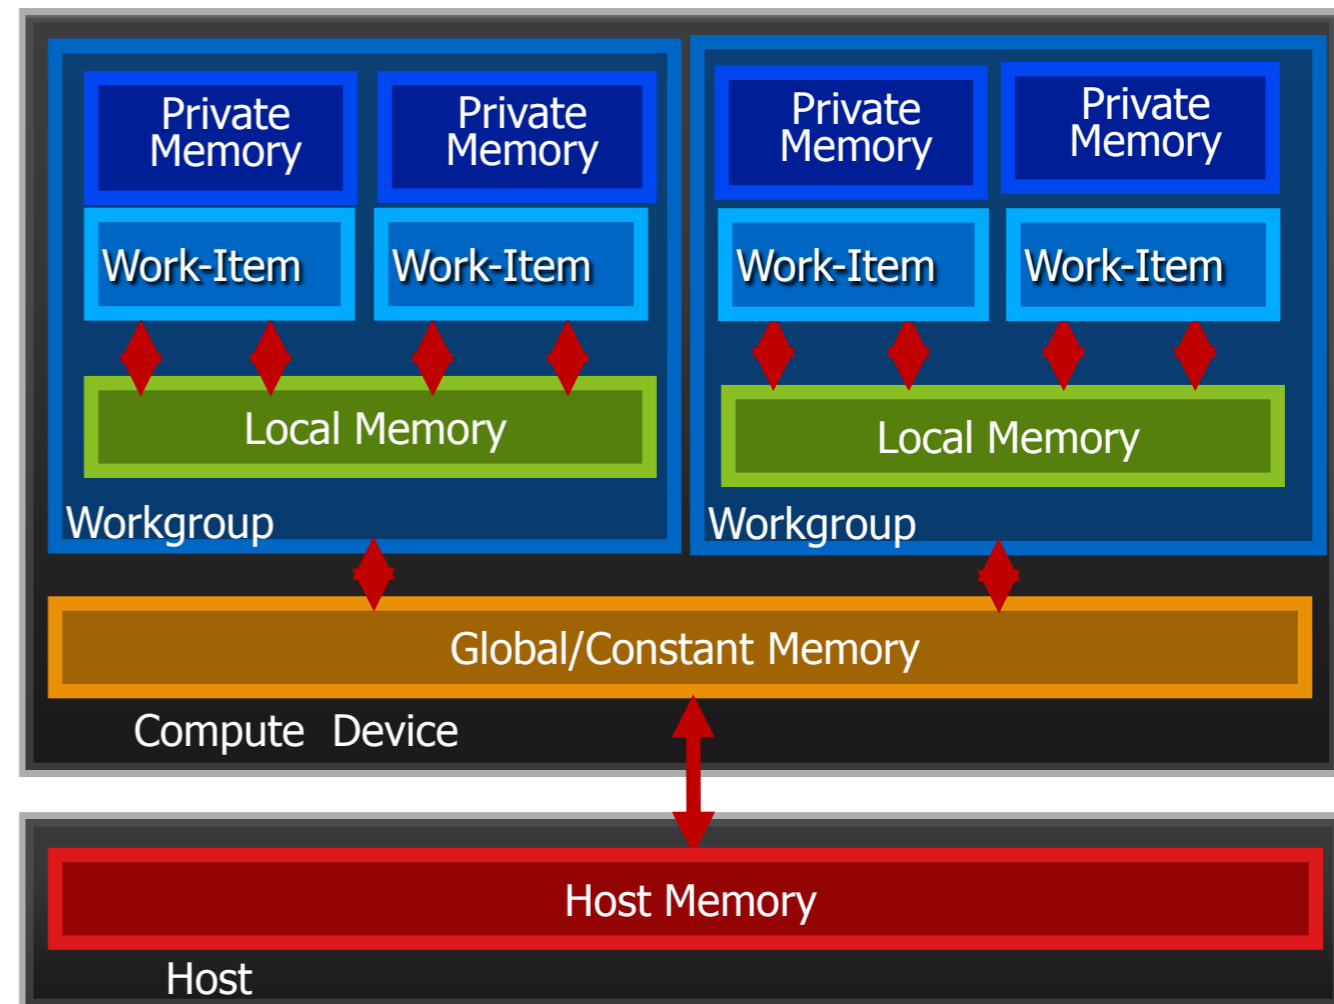 Private
Memory
Private
Memory
Private
Memory
Private
Memory
Work-Item
Work-Item
Work-Item
Work-Item
Local Memory
Local Memory
Workgroup
Workgroup
Global/Constant Memory
Compute Device
Host Memory
Host